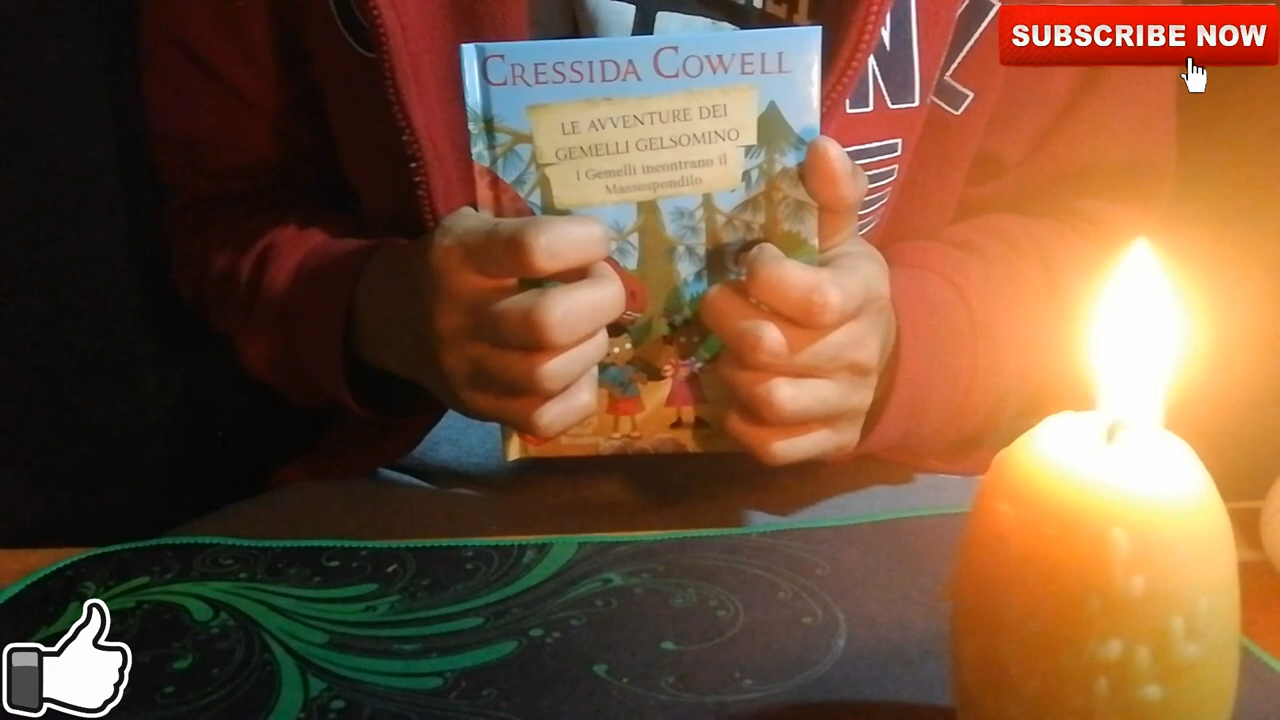 SUBSCRIBE NOW
CRESSIDA COWELL
LE AVVENTURE DEI
GEMELLI GELSOMINO
I Gemelli incontrano il
Massospondilo
N
E